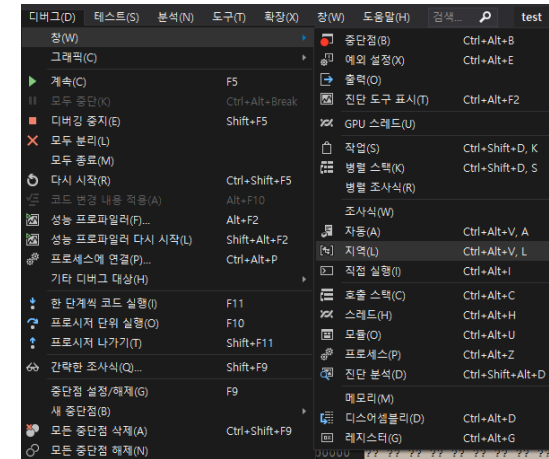 디버그(D) 테스트(S) 분석(N) 도구(T) 확장(X) 창(W) 도움말(H) 검색... test
창(W)
그래픽(C)
계속(C) F5
모두 중단(K) Ctrl+Alt+Break
디버깅 중지(E) Shift+F5
모두 분리(L)
모두 종료(M)
다시 시작(R) Ctrl+Shift+F5
코드 변경 내용 적용(A) Alt+F10
성능 프로파일러(F)... Alt+F2
성능 프로파일러 다시 시작(L) Shift+Alt+F2
프로세스에 연결(P)... Ctrl+Alt+P
기타 디버그 대상(H)
한 단계씩 코드 실행(I) F11
프로시저 단위 실행(O) F10
프로시저 나가기(T) Shift+F11
간략한 조사식(Q)... Shift+F9
중단점 설정/해제(G) F9
새 중단점(B)
모든 중단점 삭제(A) Ctrl+Shift+F9
모든 중단점 해제(N)
중단점(B) Ctrl+Alt+B
예외 설정(X) Ctrl+Alt+E
출력(O)
진단 도구 표시(T) Ctrl+Alt+F2
GPU 스레드(U)
작업(S) Ctrl+Shift+D, K
병렬 스택(K) Ctrl+Shift+D, S
병렬 조사식(R)
조사식(W)
자동(A) Ctrl+Alt+V, A
지역(L) Ctrl+Alt+V, L
직접 실행(I) Ctrl+Alt+I
호출 스택(C) Ctrl+Alt+C
스레드(H) Ctrl+Alt+H
모듈(O) Ctrl+Alt+U
프로세스(P) Ctrl+Alt+Z
진단 분석(D) Ctrl+Shift+Alt+D
메모리(M)
디스어셈블리(D) Ctrl+Alt+D
레지스터(G) Ctrl+Alt+G